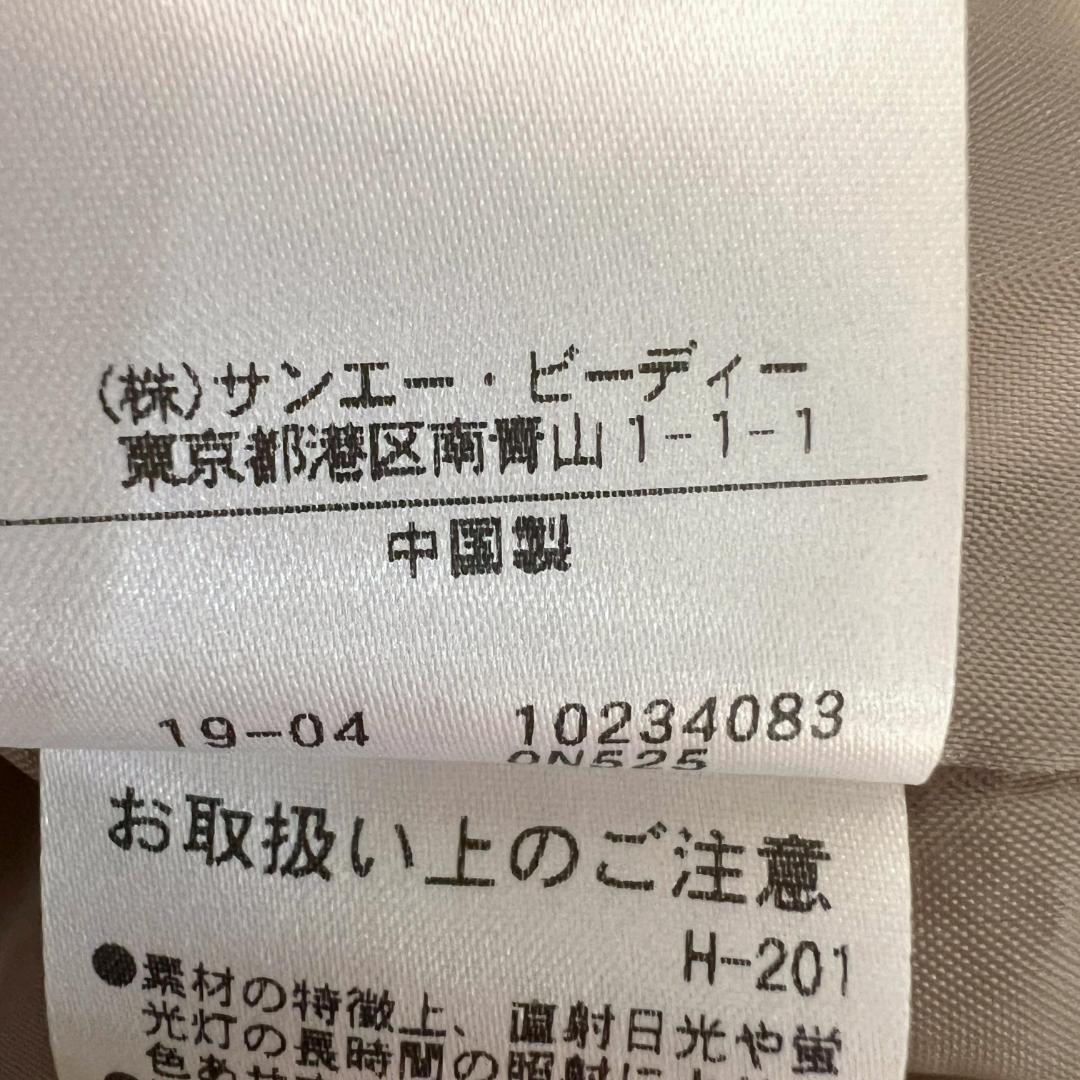 (株)サンエー・ビーディー
東京都港区南青山1-1-1
中国製
19-04 10234083
お取扱い上のご注意
H-201
●素材の特徴上、直射日光や蛍
光灯の長時間の照射に
色あ